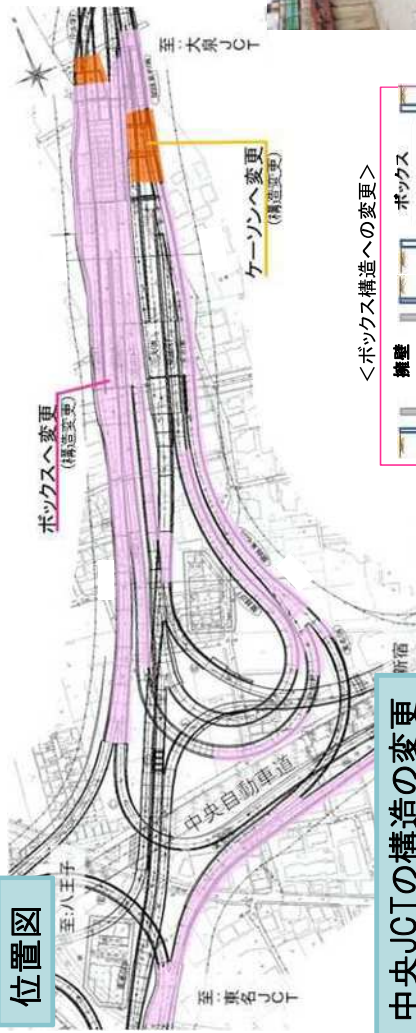 位置図
至:八王子
至:東名JCT
中央自動車道
新宿
ボックスへ変更
(構造変更)
至:大泉JCT
ケーソンへ変更
(構造変更)
<ボックス構造への変更>
擁壁
ボックス
中央JCTの構造の変更